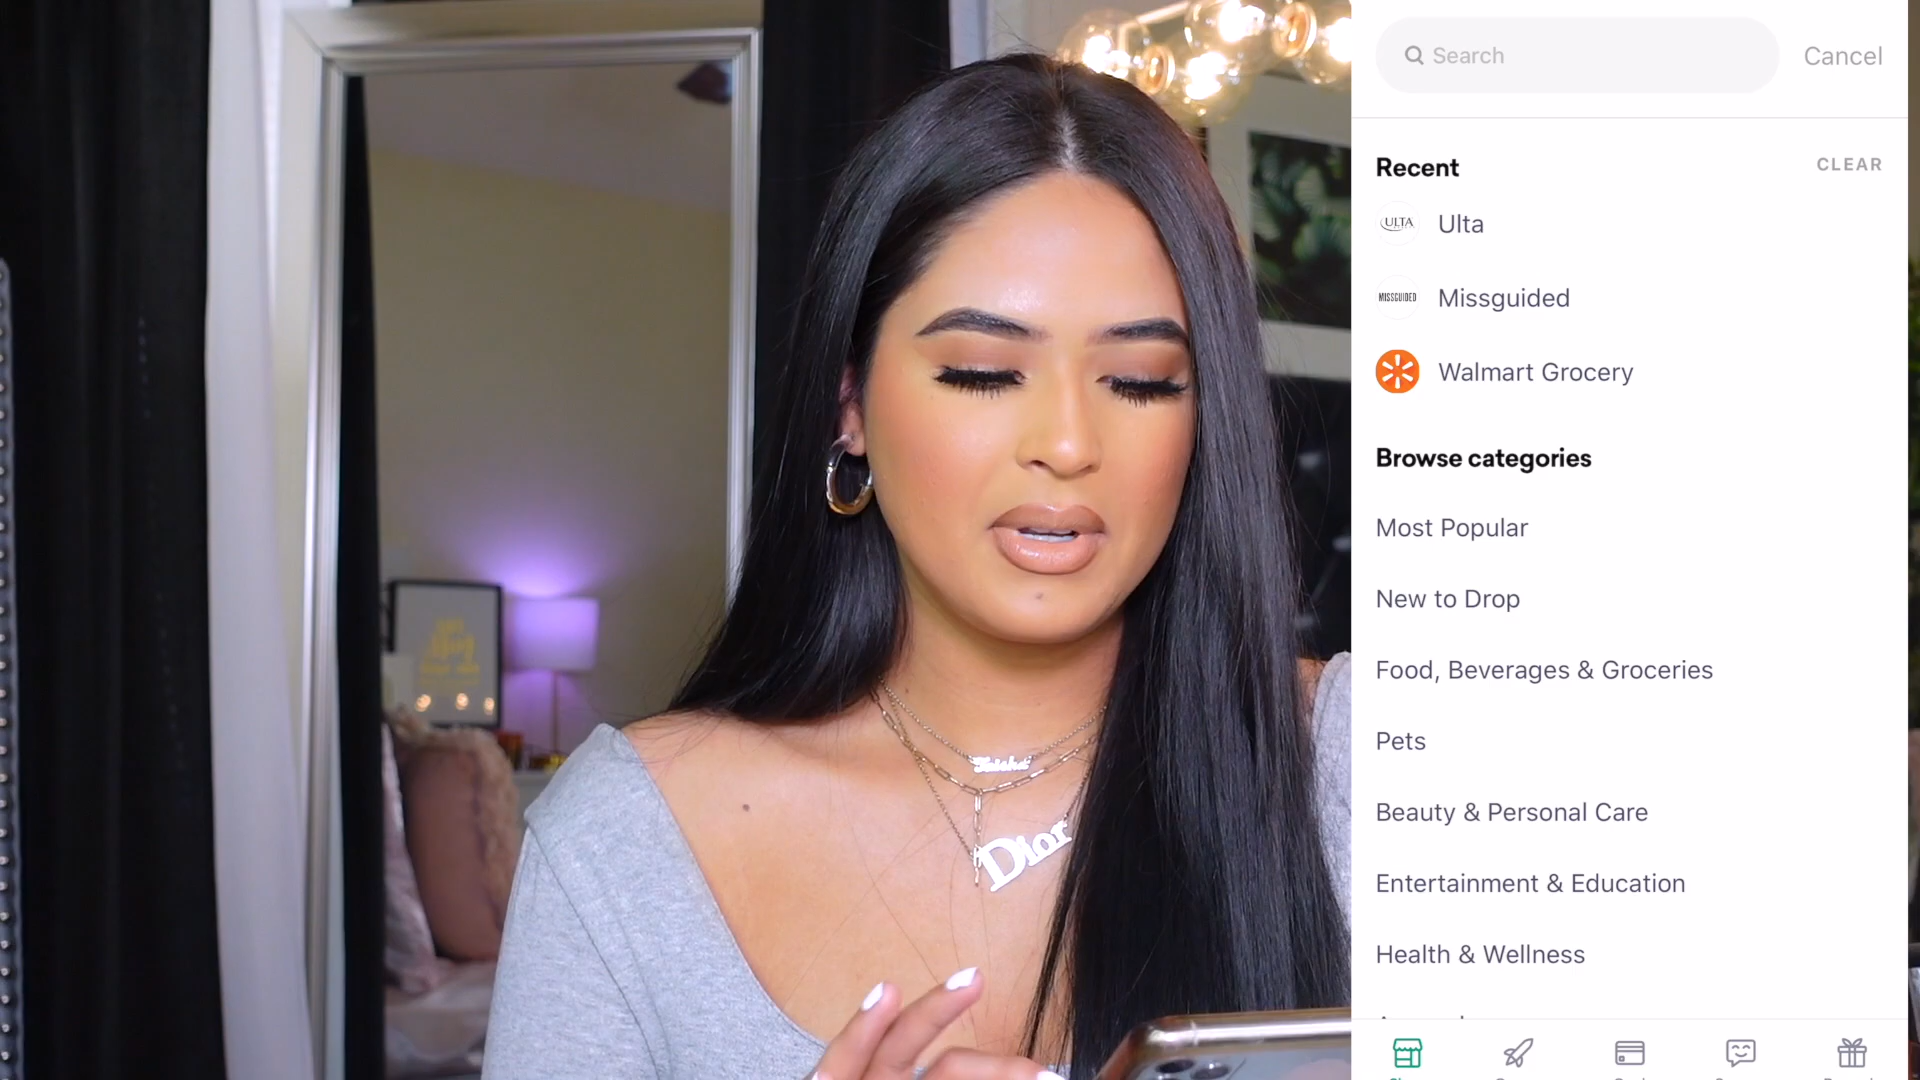 Search
Cancel
Recent
CLEAR
ULTA
Ulta
MISSGUIDED
Missguided
Walmart Grocery
Browse categories
Most Popular
New to Drop
Food, Beverages & Groceries
Pets
Beauty & Personal Care
Entertainment & Education
Health & Wellness
Dior